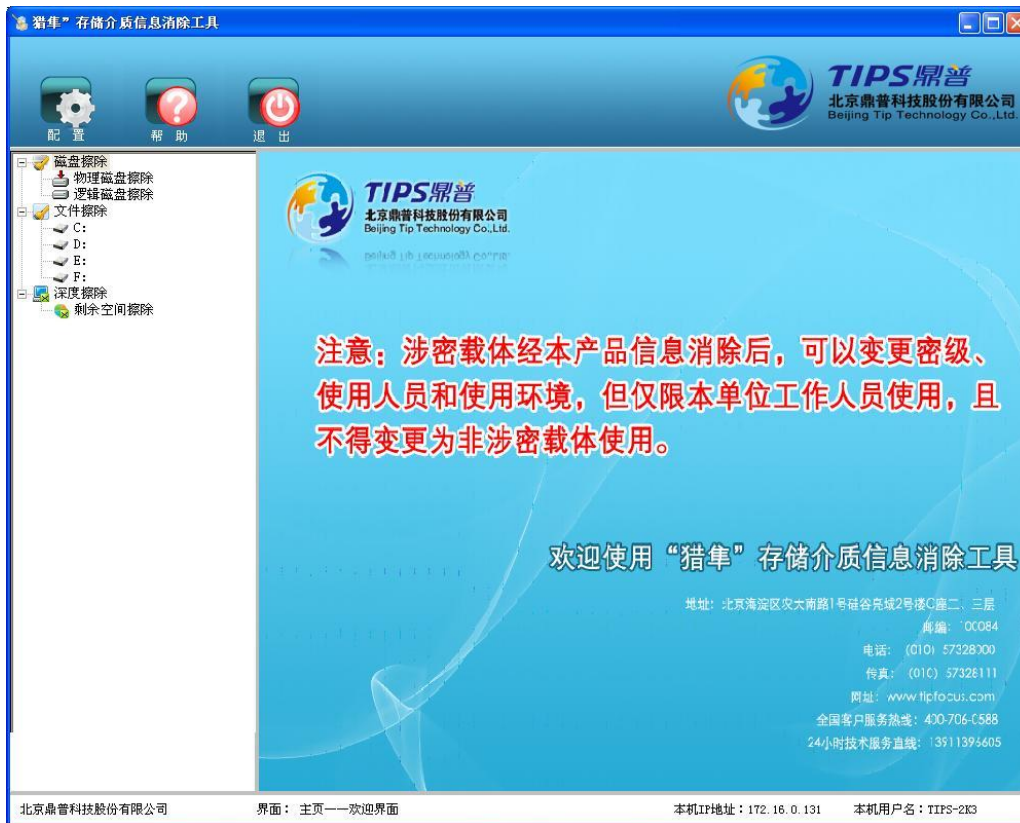 猎隼”存储介质信息消除工具
配置
帮助
退出
TIPS鼎普
北京鼎普科技股份有限公司
Beijing Tip Technology Co.,Ltd.
磁盘擦除
物理磁盘擦除
逻辑磁盘擦除
文件擦除
C:
D:
E:
F:
深度擦除
剩余空间擦除
TIPS鼎普
北京鼎普科技股份有限公司
Beijing Tip Technology Co.,Ltd.
注意：涉密载体经本产品信息消除后，可以变更密级、
使用人员和使用环境，但仅限本单位工作人员使用，且
不得变更为非涉密载体使用。
欢迎使用“猎隼”存储介质信息消除工具
地址：北京海淀区农大南路1号硅谷亮城2号楼C座二、三层
邮编：100084
电话：(010) 57328000
传真：(010) 57328111
网址：www.tipfocus.com
全国客户服务热线：400-706-0588
24小时技术服务直线：13911396605
北京鼎普科技股份有限公司
界面： 主页——欢迎界面
本机IP地址：172.16.0.131
本机用户名：TIPS-2K3